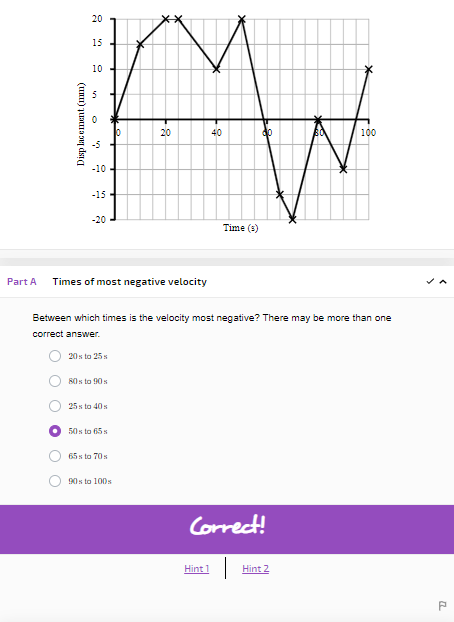 20
15
10
5
0
-5
-10
-15
-20
Displacement (mm)
0 20 40 60 80 100
Time (s)
Part A Times of most negative velocity
Between which times is the velocity most negative? There may be more than one
correct answer.
20 s to 25 s
80 s to 90 s
25 s to 40 s
50 s to 65 s
65 s to 70 s
90 s to 100 s
Correct!
Hint 1 Hint 2